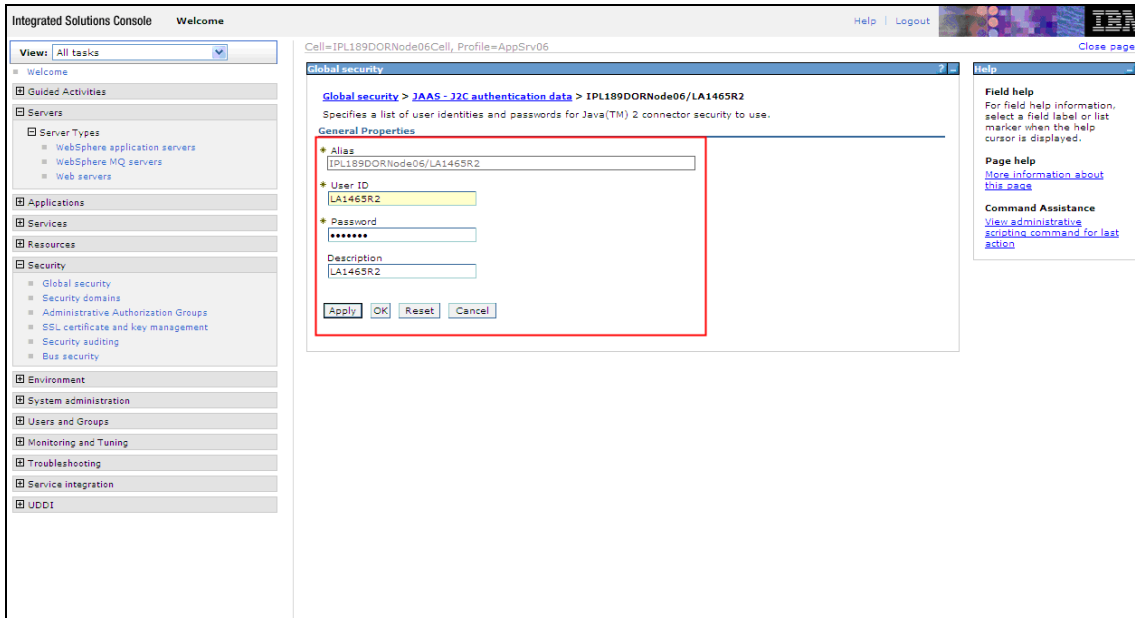 Integrated Solutions Console Welcome Help | Logout IBM
View: All tasks
Cell=IPL189DORNode06Cell, Profile=AppSrv06 Close page
Welcome
Guided Activities
Servers
Server Types
WebSphere application servers
WebSphere MQ servers
Web servers
Applications
Services
Resources
Security
Global security
Security domains
Administrative Authorization Groups
SSL certificate and key management
Security auditing
Bus security
Environment
System administration
Users and Groups
Monitoring and Tuning
Troubleshooting
Service integration
UDDI
Global security ? _
Global security > JAAS - J2C authentication data > IPL189DORNode06/LA1465R2
Specifies a list of user identities and passwords for Java(TM) 2 connector security to use.
General Properties
* Alias
IPL189DORNode06/LA1465R2
* User ID
LA1465R2
* Password
•••••••
Description
LA1465R2
Apply OK Reset Cancel
Help _
Field help
For field help information,
select a field label or list
marker when the help
cursor is displayed.
Page help
More information about
this page
Command Assistance
View administrative
scripting command for last
action